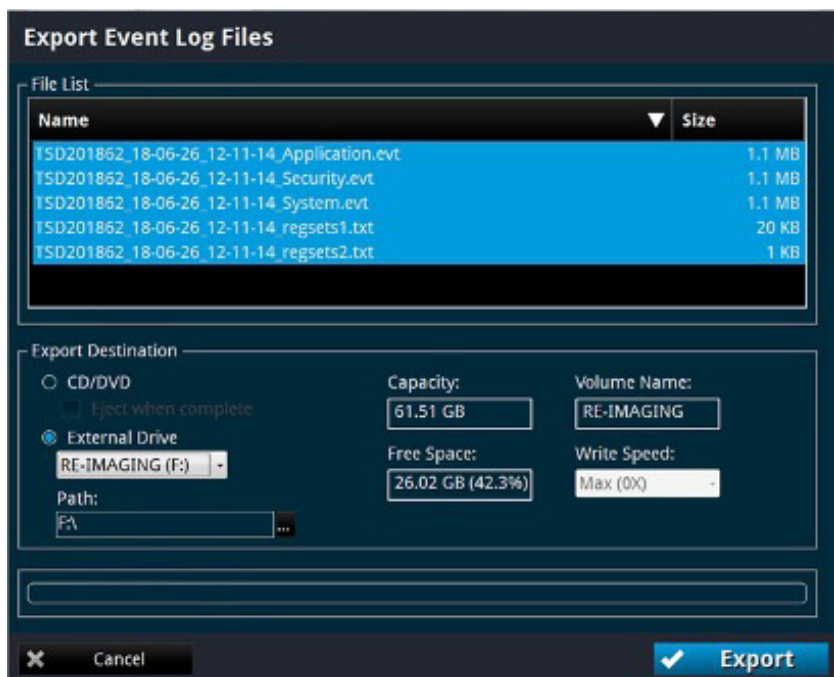 Export Event Log Files
File List
Name Size
TSD201862_18-06-26_12-11-14_Application.evt 1.1 MB
TSD201862_18-06-26_12-11-14_Security.evt 1.1 MB
TSD201862_18-06-26_12-11-14_System.evt 1.1 MB
TSD201862_18-06-26_12-11-14_regsets1.txt 20 KB
TSD201862_18-06-26_12-11-14_regsets2.txt 1 KB
Export Destination
CD/DVD
Eject when complete
External Drive
RE-IMAGING (F:)
Path:
F:\
...
Capacity:
61.51 GB
Free Space:
26.02 GB (42.3%)
Volume Name:
RE-IMAGING
Write Speed:
Max (0X)
Cancel
Export